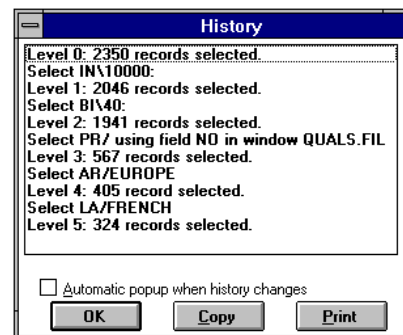 History
Level 0: 2350 records selected.
Select IN\10000:
Level 1: 2046 records selected.
Select BI\40:
Level 2: 1941 records selected.
Select PR/ using field NO in window QUALS.FIL
Level 3: 567 records selected.
Select AR/EUROPE
Level 4: 405 record selected.
Select LA/FRENCH
Level 5: 324 records selected.
Automatic popup when history changes
OK Copy Print